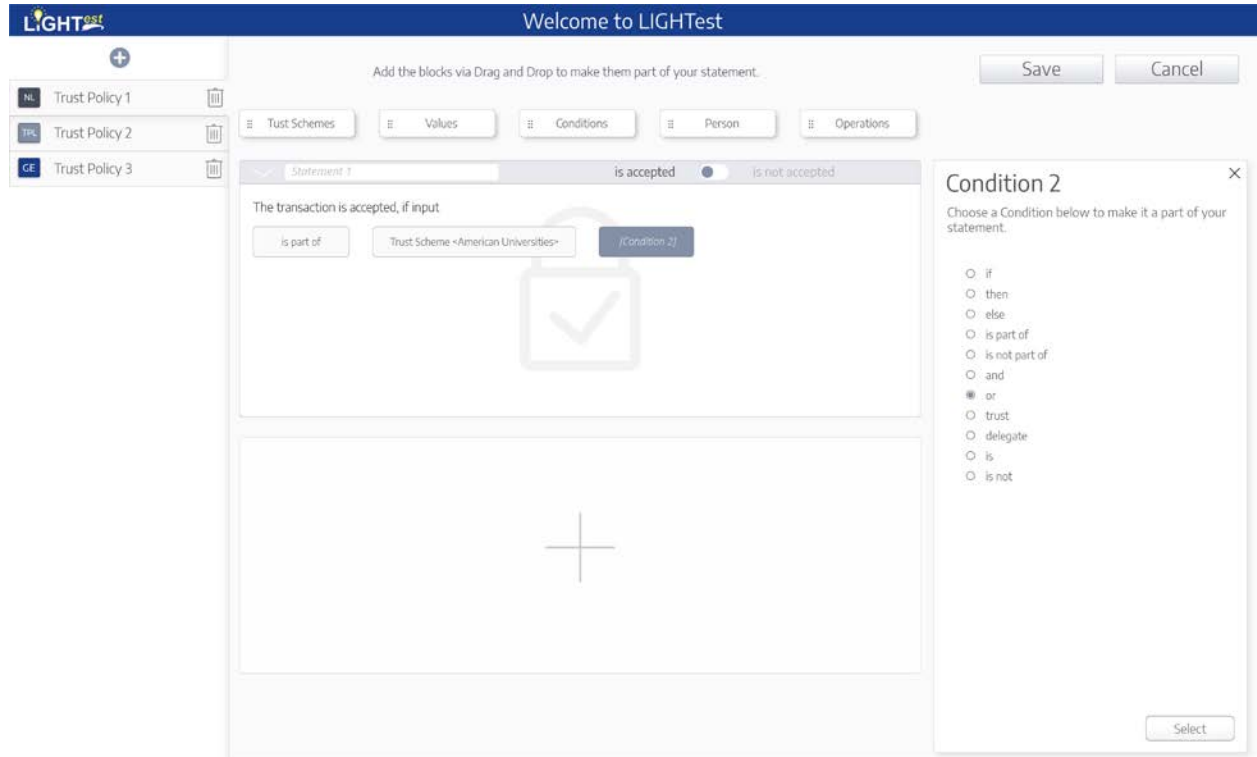 LIGHTest
Welcome to LIGHTest
Add the blocks via Drag and Drop to make them part of your statement.
Save
Cancel
NL Trust Policy 1
TPL Trust Policy 2
GE Trust Policy 3
Tust Schemes
Values
Conditions
Person
Operations
Statement 1
is accepted
is not accepted
The transaction is accepted, if input
is part of
Trust Scheme <American Universities>
[Condition 2]
Condition 2
Choose a Condition below to make it a part of your
statement.
if
then
else
is part of
is not part of
and
or
trust
delegate
is
is not
Select